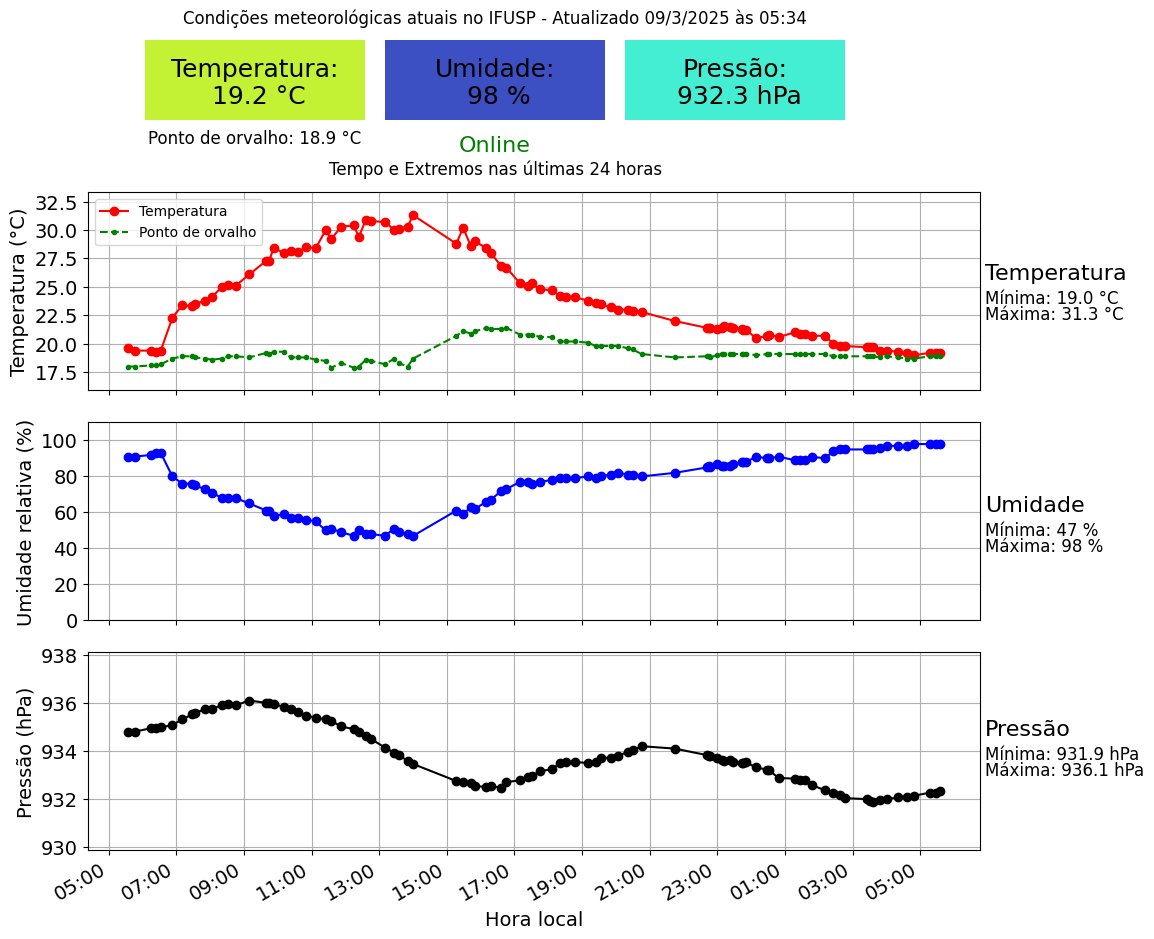 Condições meteorológicas atuais no IFUSP - Atualizado 09/3/2025 às 05:34
Temperatura:
19.2 °C
Umidade:
98 %
Pressão:
932.3 hPa
Ponto de orvalho: 18.9 °C
Online
Tempo e Extremos nas últimas 24 horas
Temperatura (°C)
32.5
30.0
27.5
25.0
22.5
20.0
17.5
Temperatura
Ponto de orvalho
Temperatura
Mínima: 19.0 °C
Máxima: 31.3 °C
Umidade relativa (%)
100
80
60
40
20
0
Umidade
Mínima: 47 %
Máxima: 98 %
Pressão (hPa)
938
936
934
932
930
Pressão
Mínima: 931.9 hPa
Máxima: 936.1 hPa
05:00 07:00 09:00 11:00 13:00 15:00 17:00 19:00 21:00 23:00 01:00 03:00 05:00
Hora local